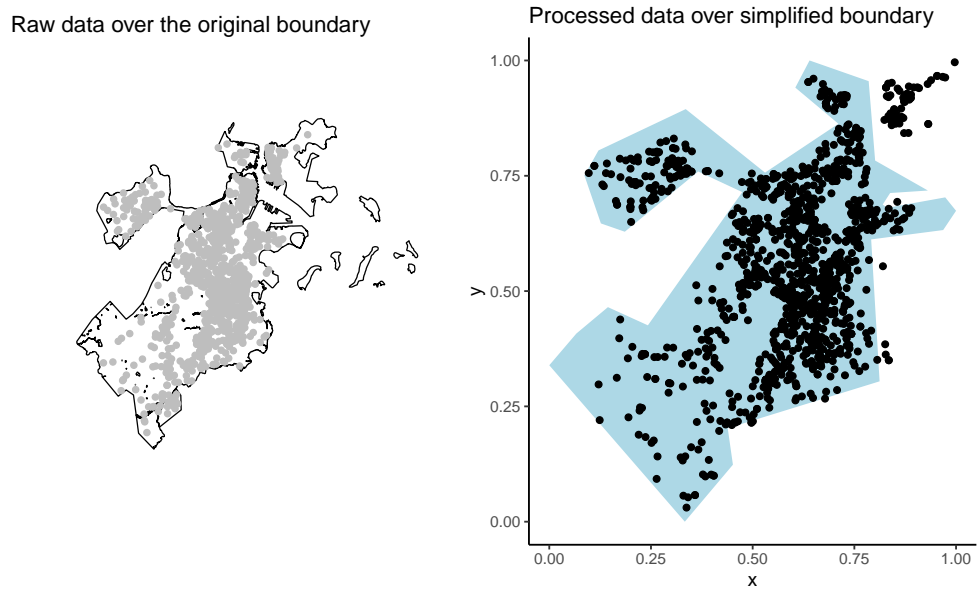 Raw data over the original boundary
Processed data over simplified boundary
1.00
0.75
0.50
0.25
0.00
y
0.00 0.25 0.50 0.75 1.00
x